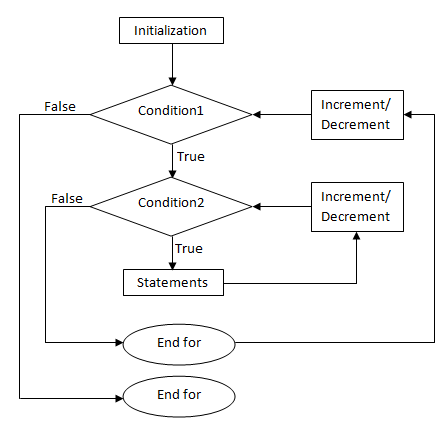 Initialization
False
Condition1
Increment/
Decrement
True
False
Condition2
Increment/
Decrement
True
Statements
End for
End for